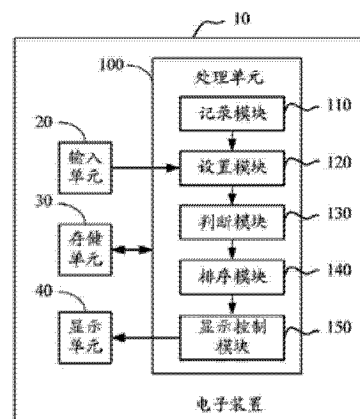 10
100
处理单元
记录模块
110
20
输入
单元
设置模块
120
30
判断模块
130
存储
单元
排序模块
140
40
显示
单元
显示控制
模块
150
电子装置